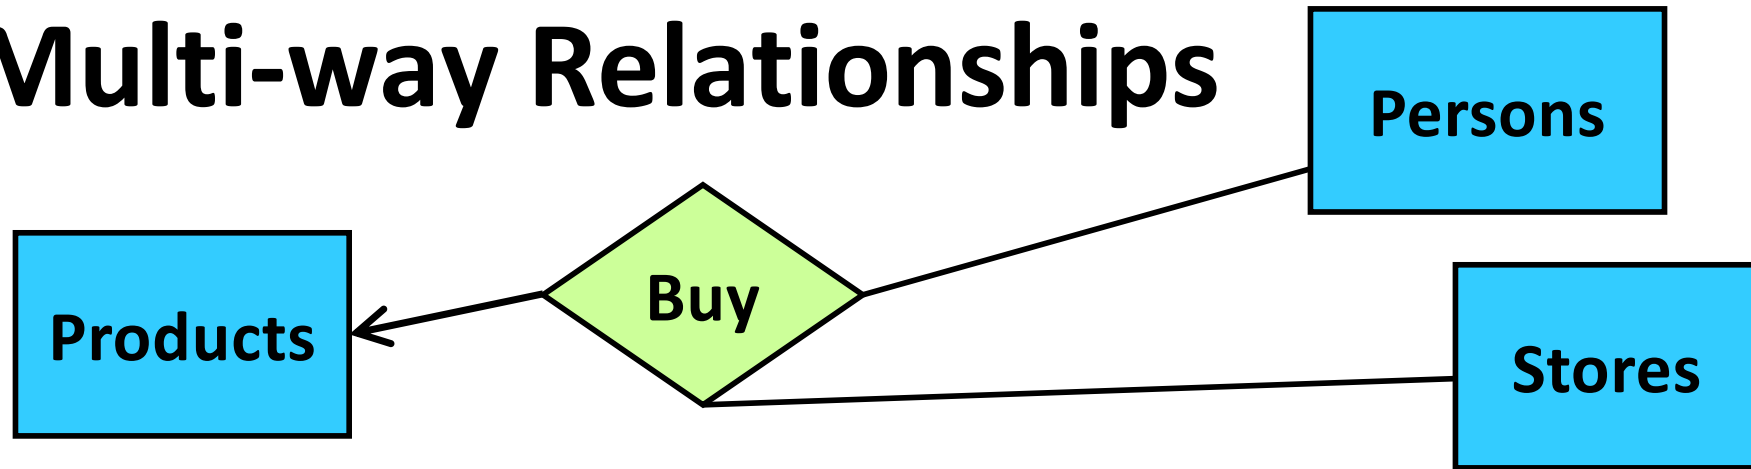 Multi-way Relationships
Persons
Buy
Products
Stores